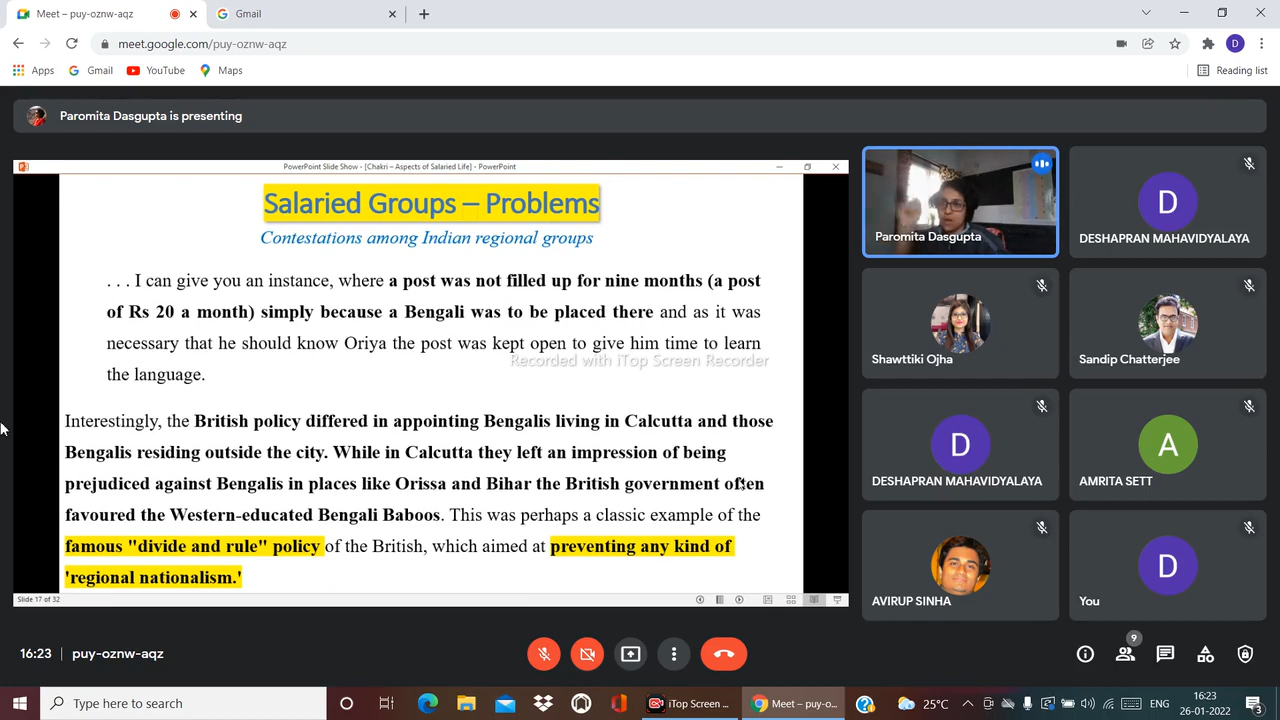 Meet – puy-oznw-aqz
Gmail
meet.google.com/puy-oznw-aqz
D
Apps
Gmail
YouTube
Maps
Reading list
Paromita Dasgupta is presenting
PowerPoint Slide Show - [Chakri – Aspects of Salaried Life] - PowerPoint
Salaried Groups – Problems
Contestations among Indian regional groups
. . . I can give you an instance, where a post was not filled up for nine months (a post
of Rs 20 a month) simply because a Bengali was to be placed there and as it was
necessary that he should know Oriya the post was kept open to give him time to learn
the language.
Recorded with iTop Screen Recorder
Interestingly, the British policy differed in appointing Bengalis living in Calcutta and those
Bengalis residing outside the city. While in Calcutta they left an impression of being
prejudiced against Bengalis in places like Orissa and Bihar the British government often
favoured the Western-educated Bengali Baboos. This was perhaps a classic example of the
famous "divide and rule" policy of the British, which aimed at preventing any kind of
'regional nationalism.'
Slide 17 of 32
Paromita Dasgupta
D
DESHAPRAN MAHAVIDYALAYA
Shawttiki Ojha
Sandip Chatterjee
D
DESHAPRAN MAHAVIDYALAYA
A
AMRITA SETT
AVIRUP SINHA
D
You
16:23
puy-oznw-aqz
9
Type here to search
iTop Screen ...
Meet – puy-o...
25°C
ENG
16:23
26-01-2022
3